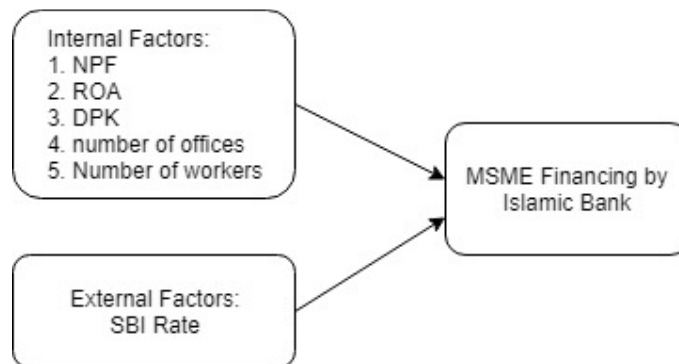 Internal Factors:
1. NPF
2. ROA
3. DPK
4. number of offices
5. Number of workers
MSME Financing by
Islamic Bank
External Factors:
SBI Rate